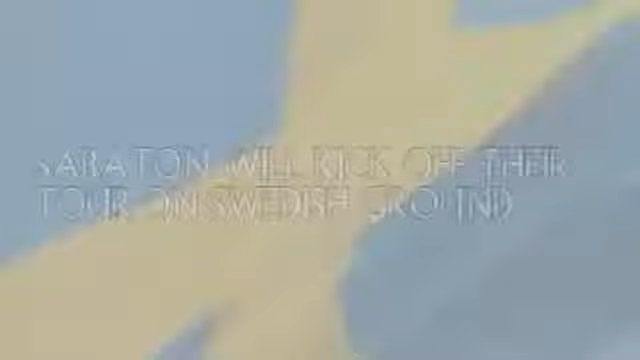 SABATON WILL KICK OFF THEIR
TOUR ON SWEDISH GROUND